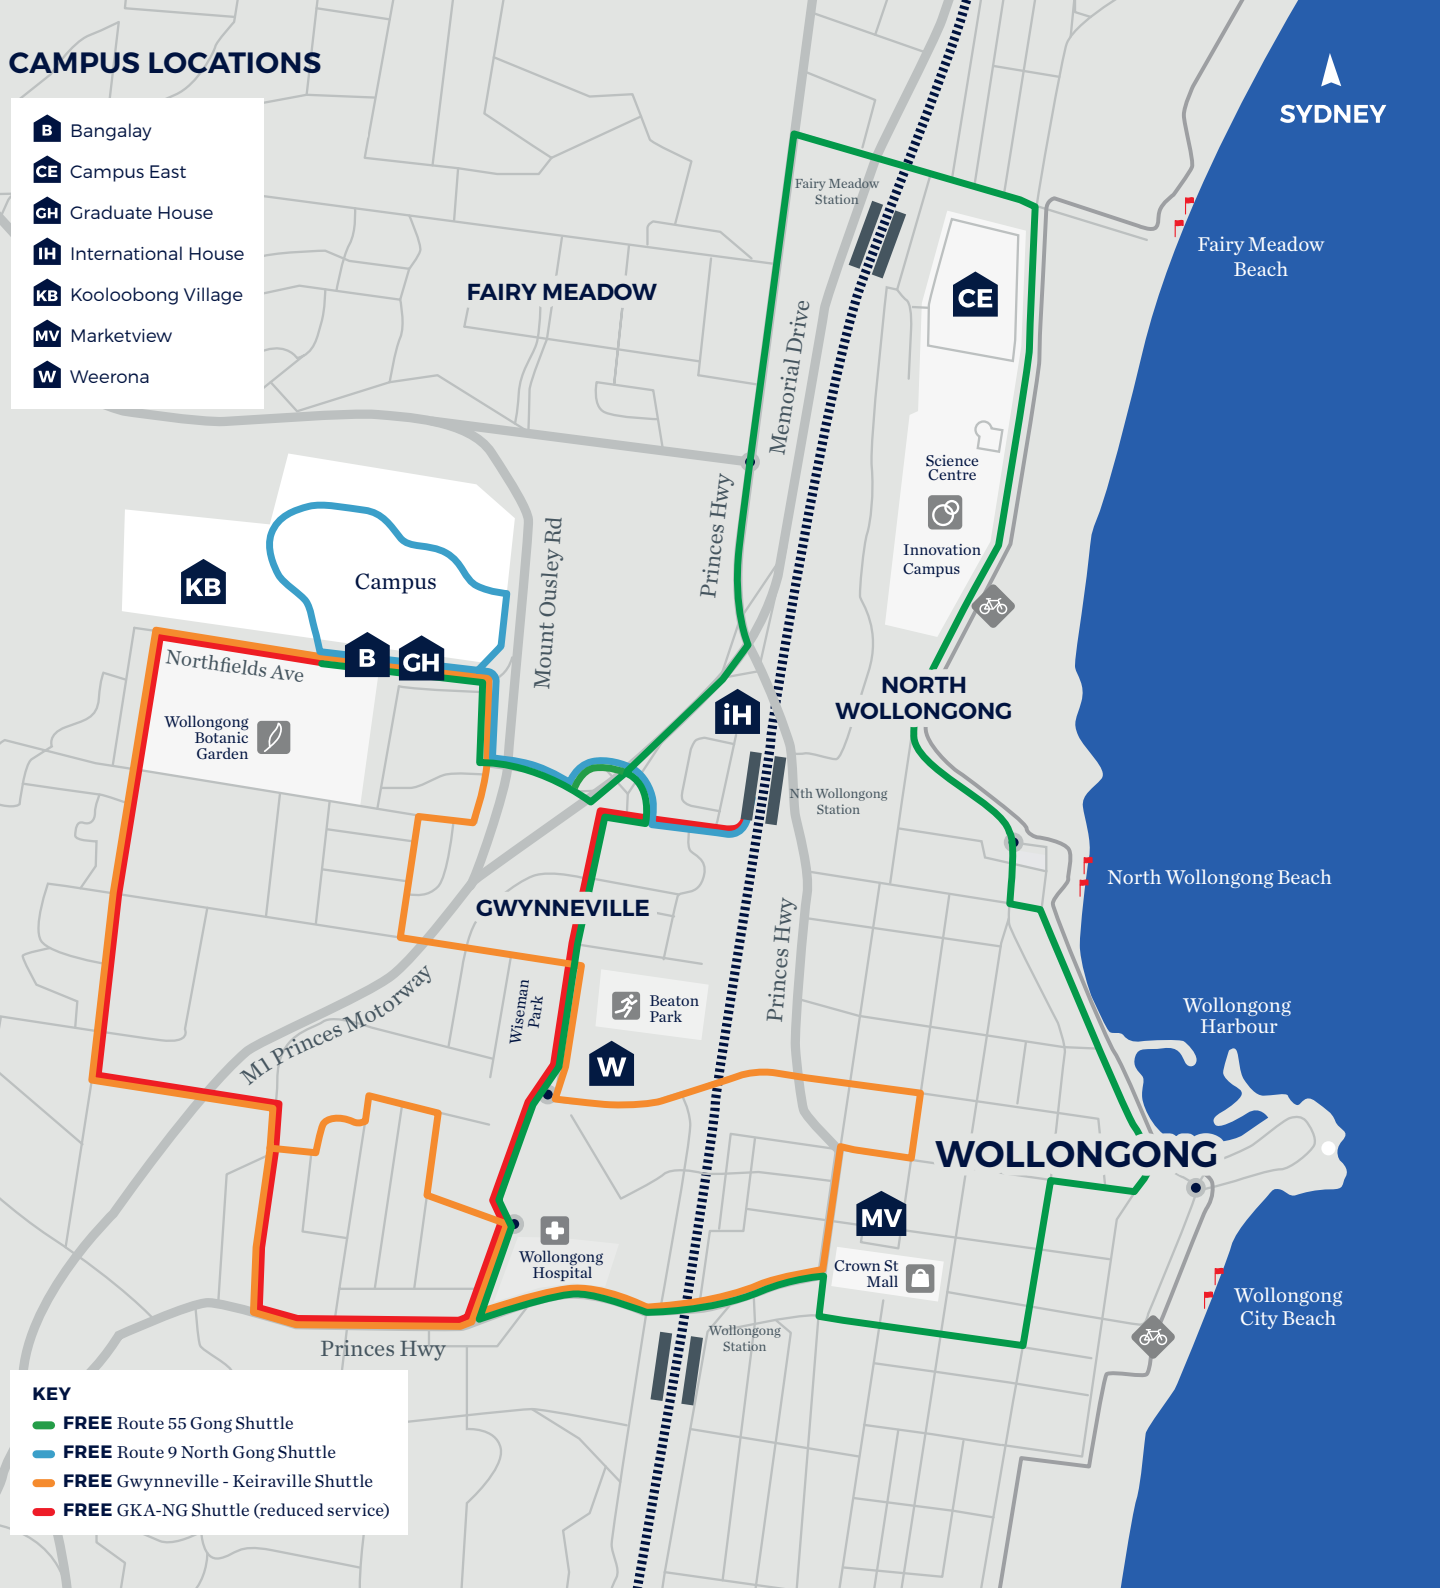 CAMPUS LOCATIONS
B Bangalay
CE Campus East
GH Graduate House
IH International House
KB Kooloobong Village
MV Marketview
W Weerona
SYDNEY
Fairy Meadow
Station
Fairy Meadow
Beach
FAIRY MEADOW
CE
Memorial Drive
Science
Centre
Princes Hwy
Innovation
Campus
Mount Ousley Rd
Campus
KB
B
GH
Northfields Ave
NORTH
WOLLONGONG
iH
Wollongong
Botanic
Garden
Nth Wollongong
Station
North Wollongong Beach
GWYNNEVILLE
Princes Hwy
M1 Princes Motorway
Wiseman
Park
Beaton
Park
Wollongong
Harbour
W
WOLLONGONG
MV
Wollongong
Hospital
Crown St
Mall
Wollongong
City Beach
Princes Hwy
Wollongong
Station
KEY
FREE Route 55 Gong Shuttle
FREE Route 9 North Gong Shuttle
FREE Gwynneville - Keiraville Shuttle
FREE GKA-NG Shuttle (reduced service)